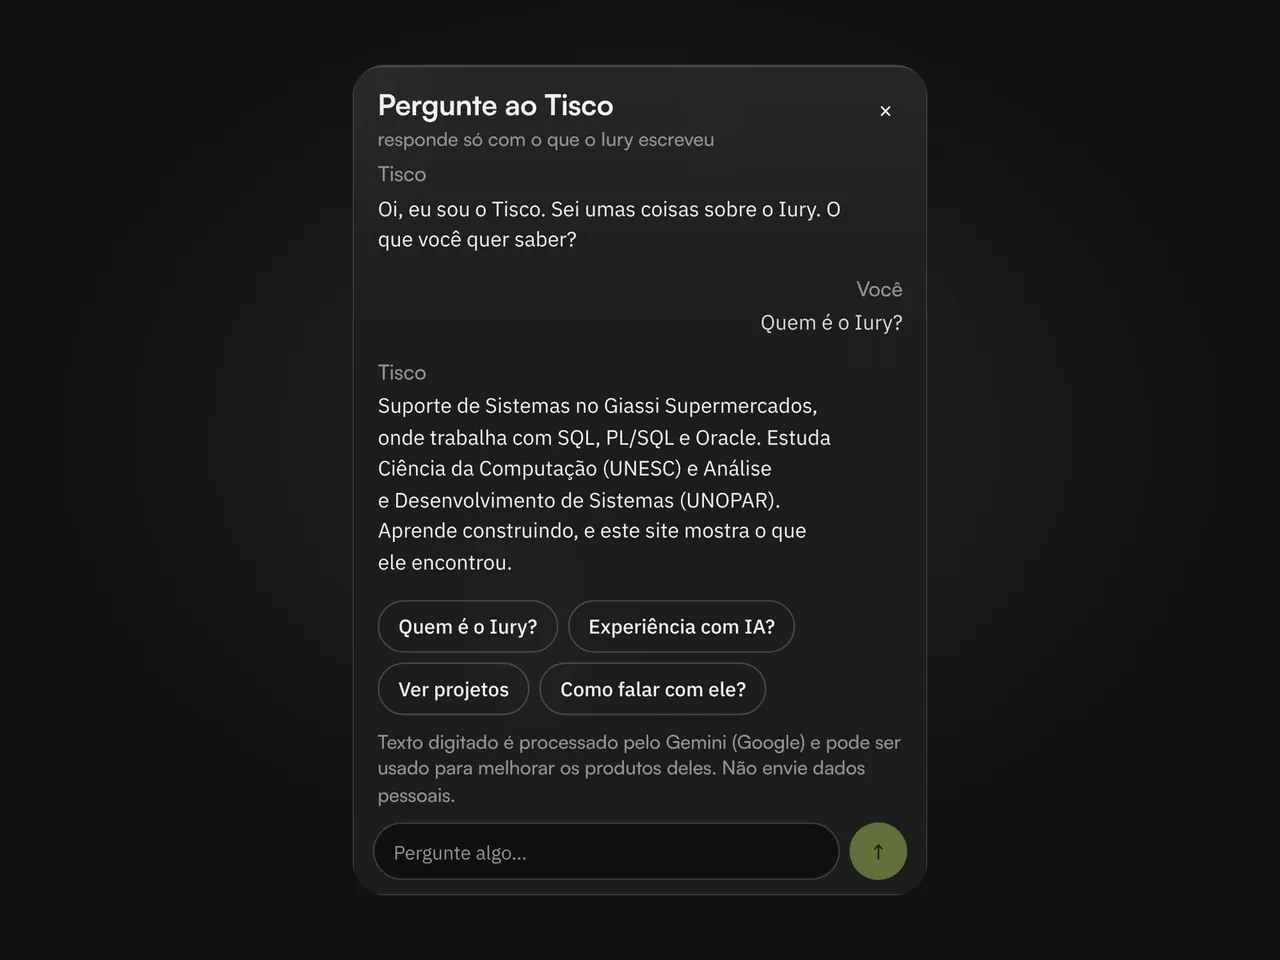 Pergunte ao Tisco
×
responde só com o que o Iury escreveu
Tisco
Oi, eu sou o Tisco. Sei umas coisas sobre o Iury. O
que você quer saber?
Você
Quem é o Iury?
Tisco
Suporte de Sistemas no Giassi Supermercados,
onde trabalha com SQL, PL/SQL e Oracle. Estuda
Ciência da Computação (UNESC) e Análise
e Desenvolvimento de Sistemas (UNOPAR).
Aprende construindo, e este site mostra o que
ele encontrou.
Quem é o Iury?
Experiência com IA?
Ver projetos
Como falar com ele?
Texto digitado é processado pelo Gemini (Google) e pode ser
usado para melhorar os produtos deles. Não envie dados
pessoais.
Pergunte algo...
↑